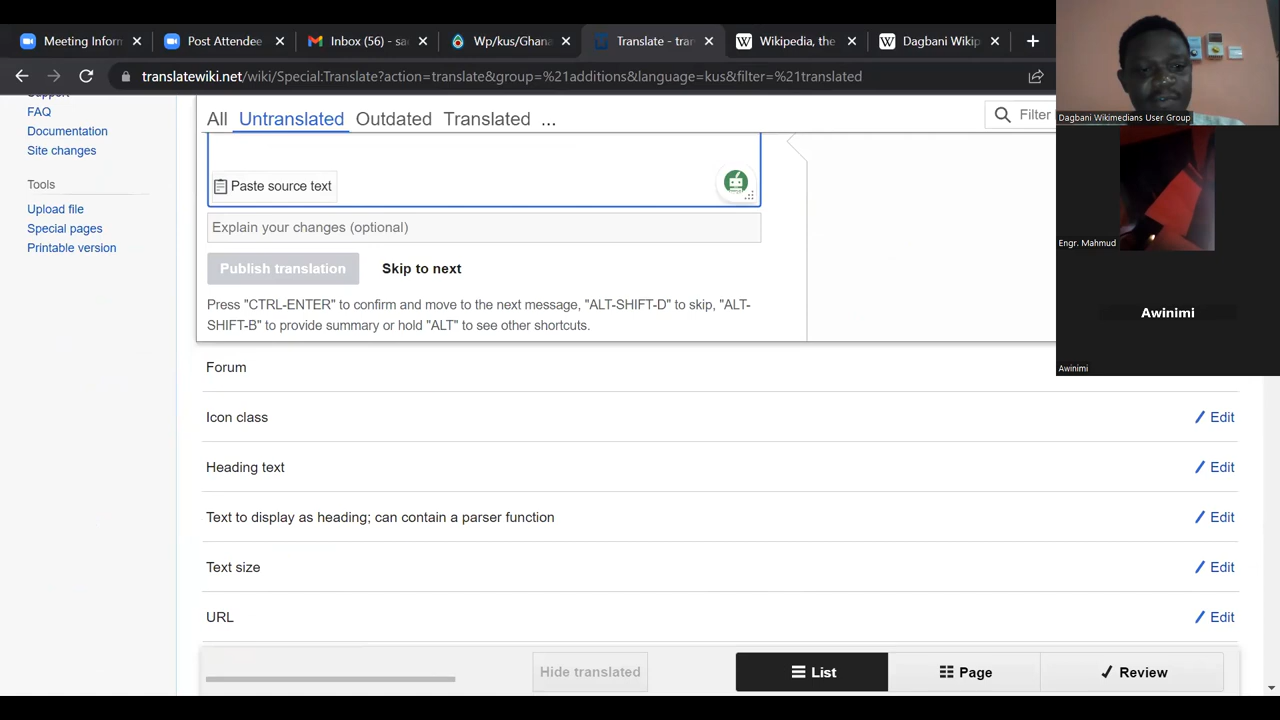 Meeting Inform
Post Attendee
Inbox (56) - sa
Wp/kus/Ghana
Translate - tran
Wikipedia, the
Dagbani Wikip
translatewiki.net/wiki/Special:Translate?action=translate&group=%21additions&language=kus&filter=%21translated
Support
FAQ
Documentation
Site changes
Tools
Upload file
Special pages
Printable version
All Untranslated Outdated Translated ...
Filter
Paste source text
Explain your changes (optional)
Publish translation Skip to next
Press "CTRL-ENTER" to confirm and move to the next message, "ALT-SHIFT-D" to skip, "ALT-
SHIFT-B" to provide summary or hold "ALT" to see other shortcuts.
Forum
Icon class Edit
Heading text Edit
Text to display as heading; can contain a parser function Edit
Text size Edit
URL Edit
Hide translated List Page Review
Dagbani Wikimedians User Group
Engr. Mahmud
Awinimi
Awinimi